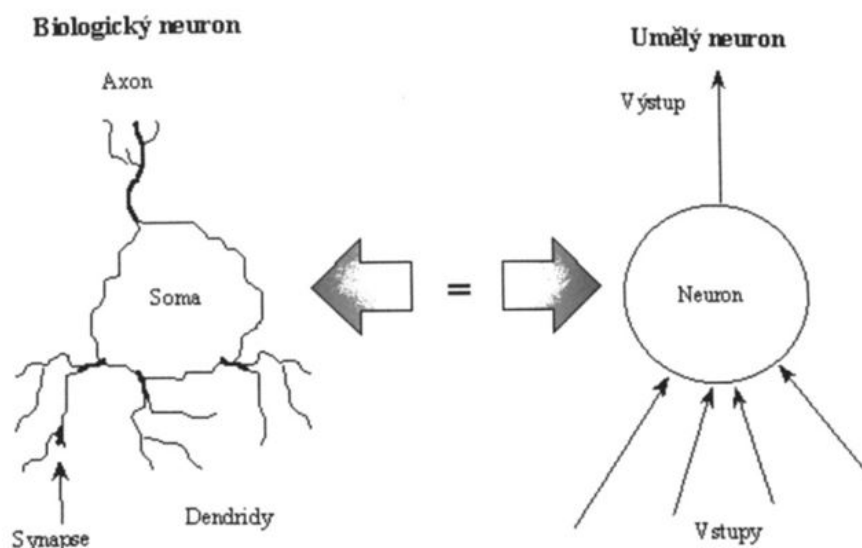 Biologický neuron
Umělý neuron
Axon
Výstup
Soma
=
Neuron
Synapse
Dendridy
Vstupy